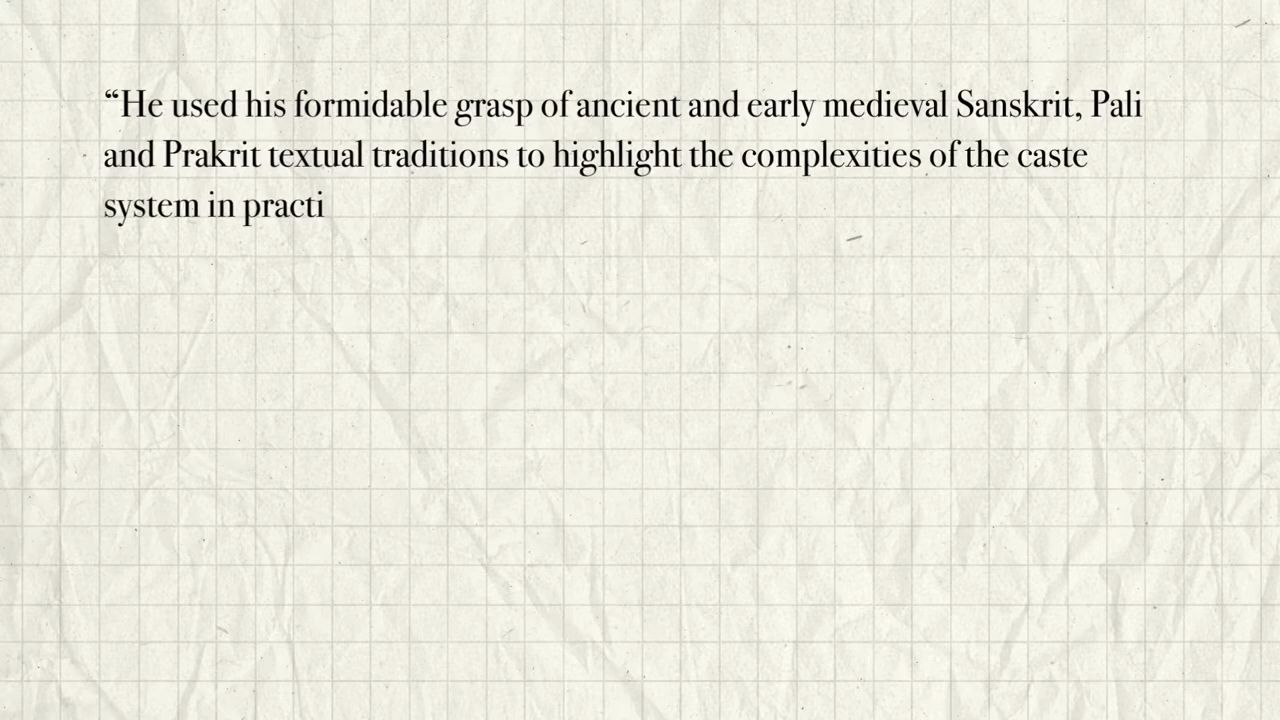 “He used his formidable grasp of ancient and early medieval Sanskrit, Pali
and Prakrit textual traditions to highlight the complexities of the caste
system in practi